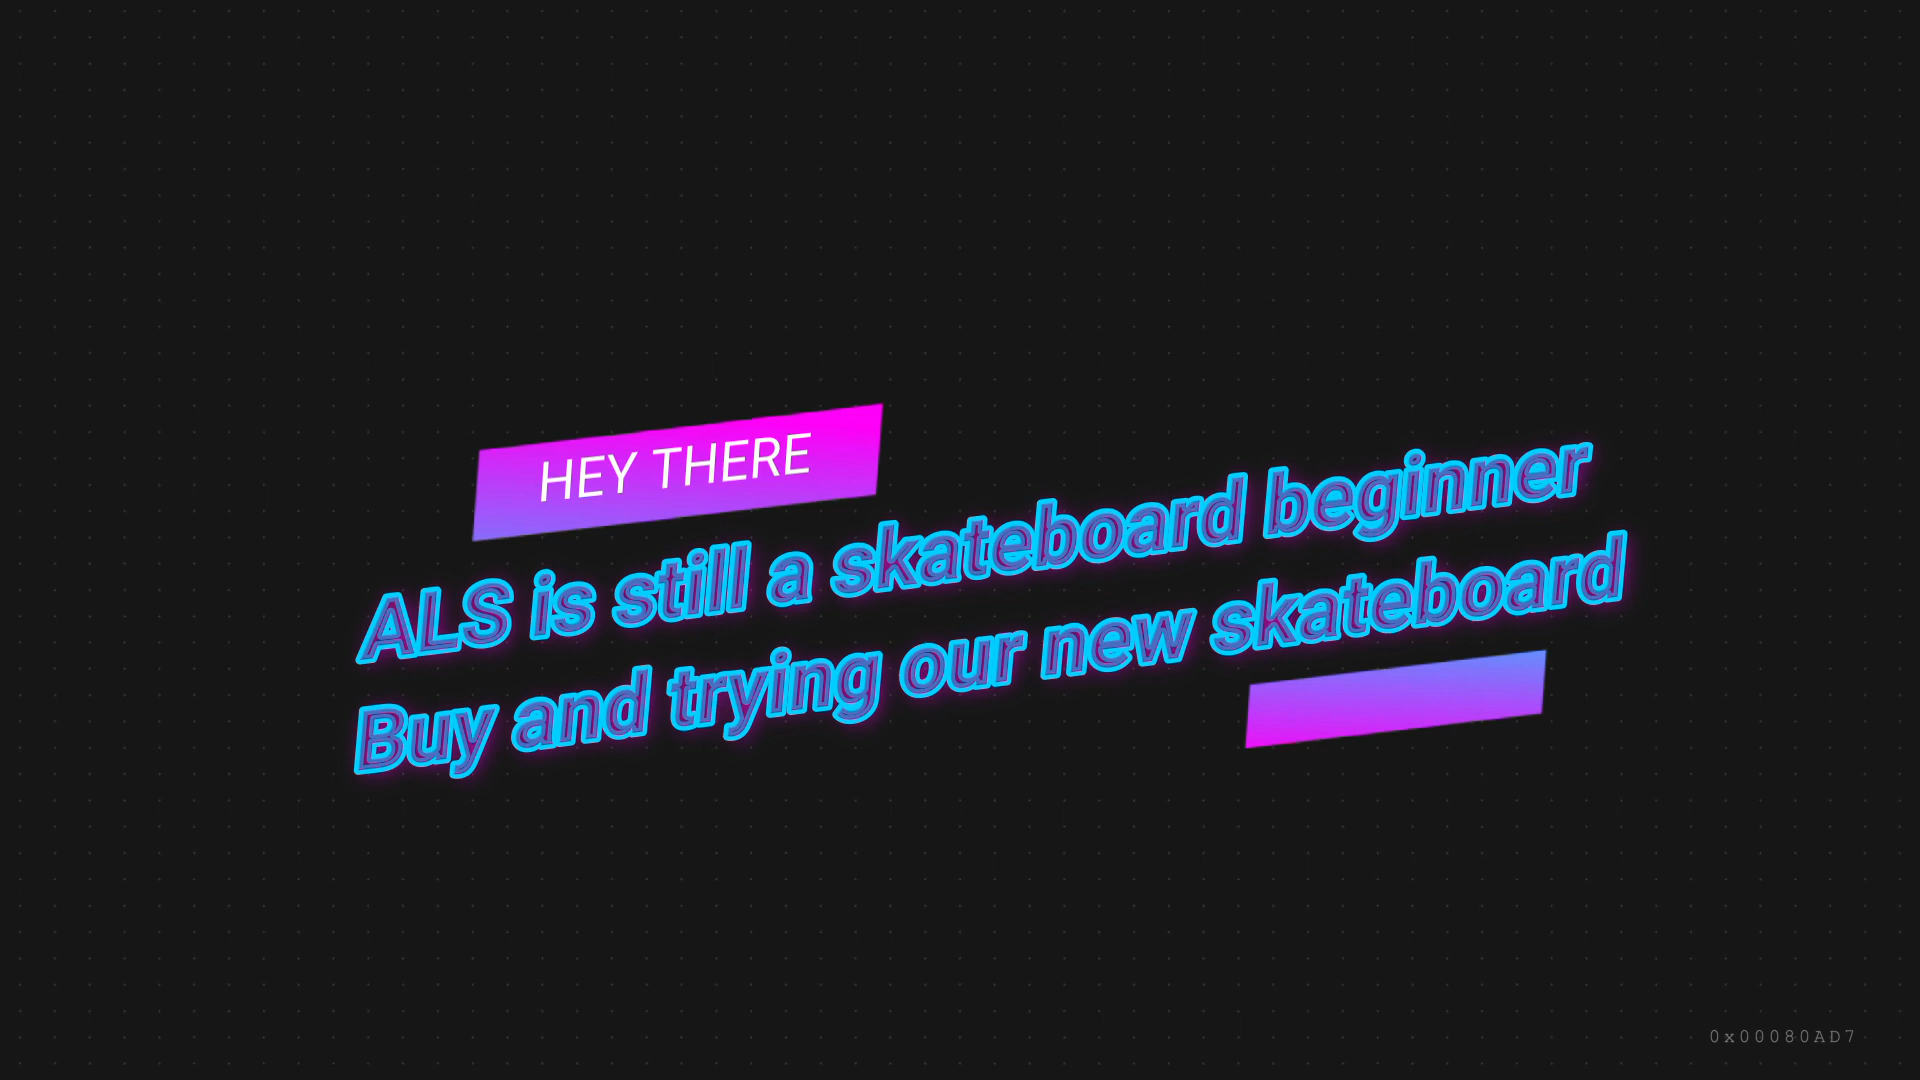 HEY THERE
ALS is still a skateboard beginner
Buy and trying our new skateboard
0x00080AD7